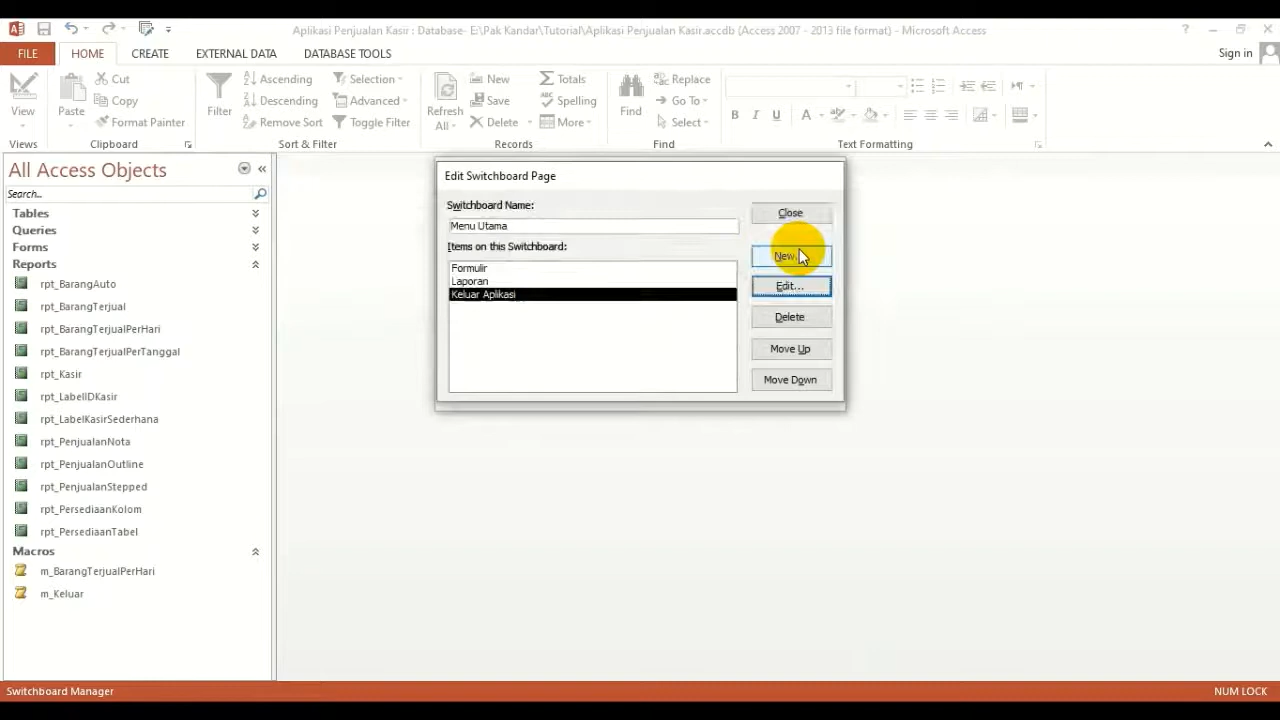 Aplikasi Penjualan Kasir : Database- E:\Pak Kandar\Tutorial\Aplikasi Penjualan Kasir.accdb (Access 2007 - 2013 file format) - Microsoft Access
FILE HOME CREATE EXTERNAL DATA DATABASE TOOLS Sign in
View
Views
Paste
Cut
Copy
Format Painter
Clipboard
Filter
Ascending
Descending
Remove Sort
Selection
Advanced
Toggle Filter
Sort & Filter
Refresh
All
New
Save
Delete
Totals
Spelling
More
Records
Find
Replace
Go To
Select
Find
B U A
Text Formatting
All Access Objects
Search...
Tables
Queries
Forms
Reports
rpt_BarangAuto
rpt_BarangTerjual
rpt_BarangTerjualPerHari
rpt_BarangTerjualPerTanggal
rpt_Kasir
rpt_LabelIDKasir
rpt_LabelKasirSederhana
rpt_PenjualanNota
rpt_PenjualanOutline
rpt_PenjualanStepped
rpt_PersediaanKolom
rpt_PersediaanTabel
Macros
m_BarangTerjualPerHari
m_Keluar
Edit Switchboard Page
Switchboard Name:
Menu Utama
Items on this Switchboard:
Formulir
Laporan
Keluar Aplikasi
Close
New...
Edit...
Delete
Move Up
Move Down
Switchboard Manager
NUM LOCK